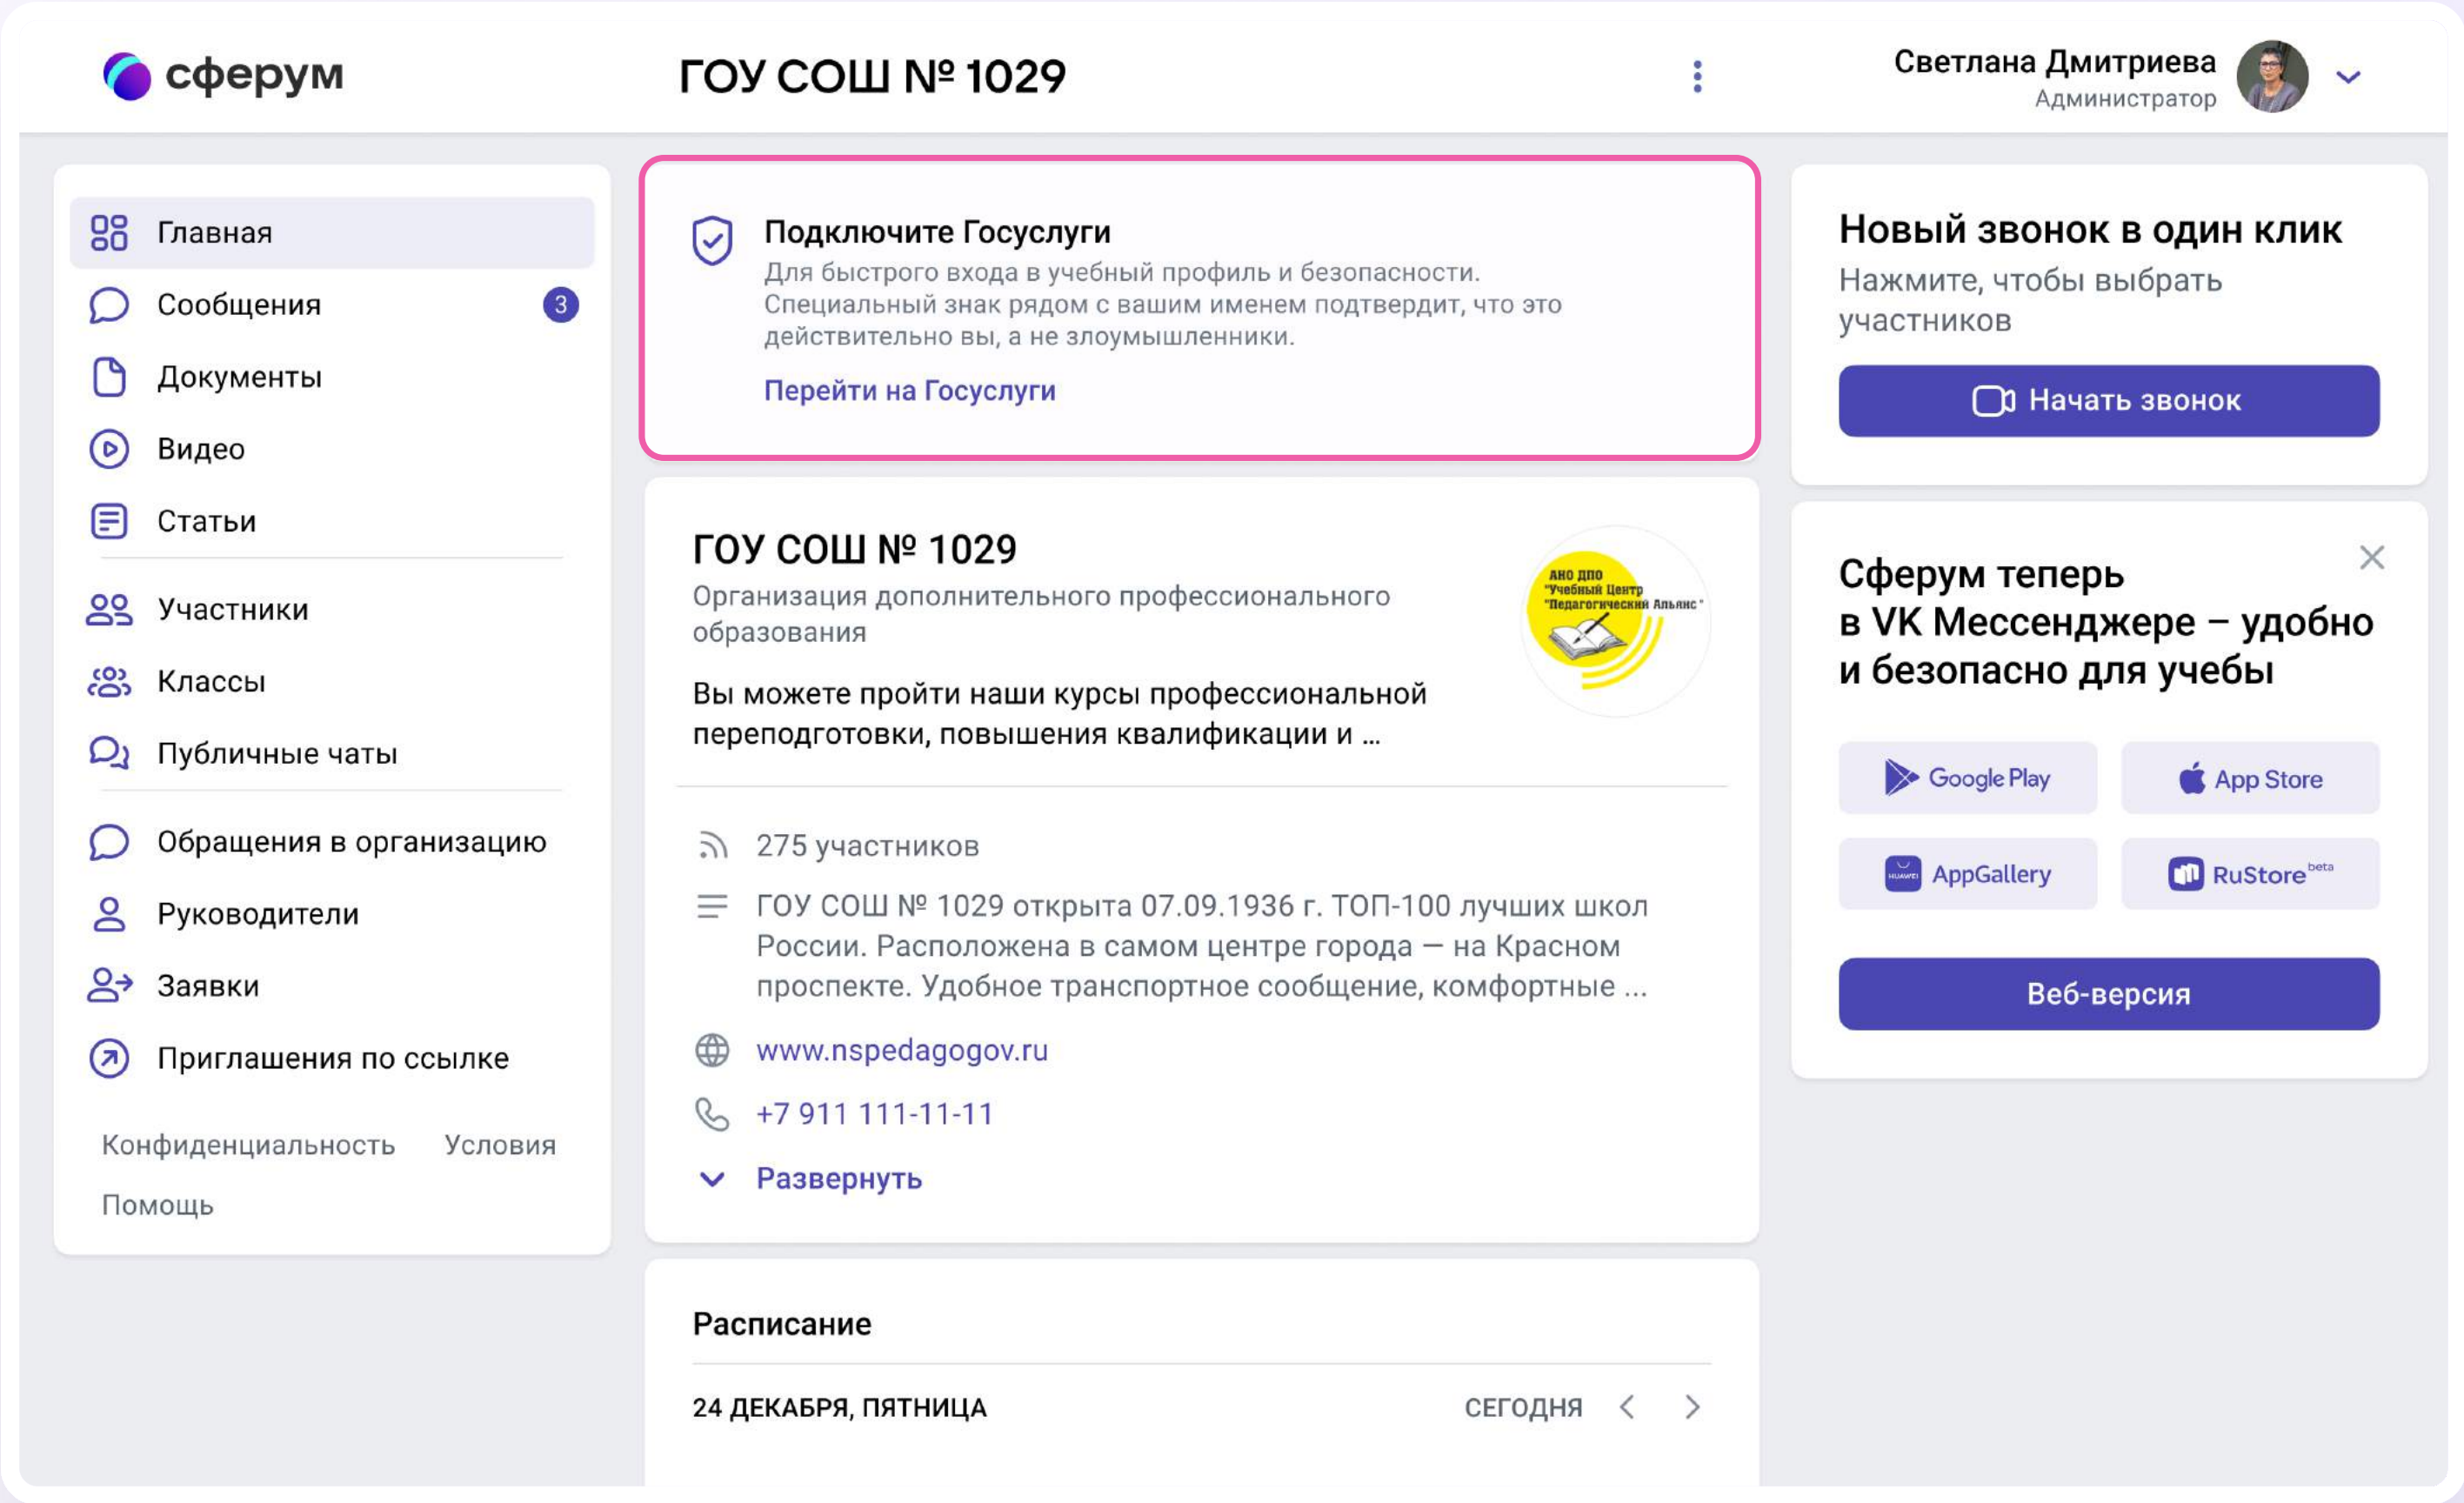 сферум
ГОУ СОШ № 1029
Светлана Дмитриева
Администратор
Главная
Сообщения 3
Документы
Видео
Статьи
Участники
Классы
Публичные чаты
Обращения в организацию
Руководители
Заявки
Приглашения по ссылке
Конфиденциальность Условия
Помощь
Подключите Госуслуги
Для быстрого входа в учебный профиль и безопасности.
Специальный знак рядом с вашим именем подтвердит, что это
действительно вы, а не злоумышленники.
Перейти на Госуслуги
ГОУ СОШ № 1029
Организация дополнительного профессионального
образования
Вы можете пройти наши курсы профессиональной
переподготовки, повышения квалификации и ...
АНО ДПО
"Учебный Центр
"Педагогический Альянс"
275 участников
ГОУ СОШ № 1029 открыта 07.09.1936 г. ТОП-100 лучших школ
России. Расположена в самом центре города — на Красном
проспекте. Удобное транспортное сообщение, комфортные ...
www.nspedagogov.ru
+7 911 111-11-11
Развернуть
Расписание
24 ДЕКАБРЯ, ПЯТНИЦА
СЕГОДНЯ
Новый звонок в один клик
Нажмите, чтобы выбрать
участников
Начать звонок
Сферум теперь
в VK Мессенджере – удобно
и безопасно для учебы
Google Play
App Store
HUAWEI AppGallery
RuStore beta
Веб-версия